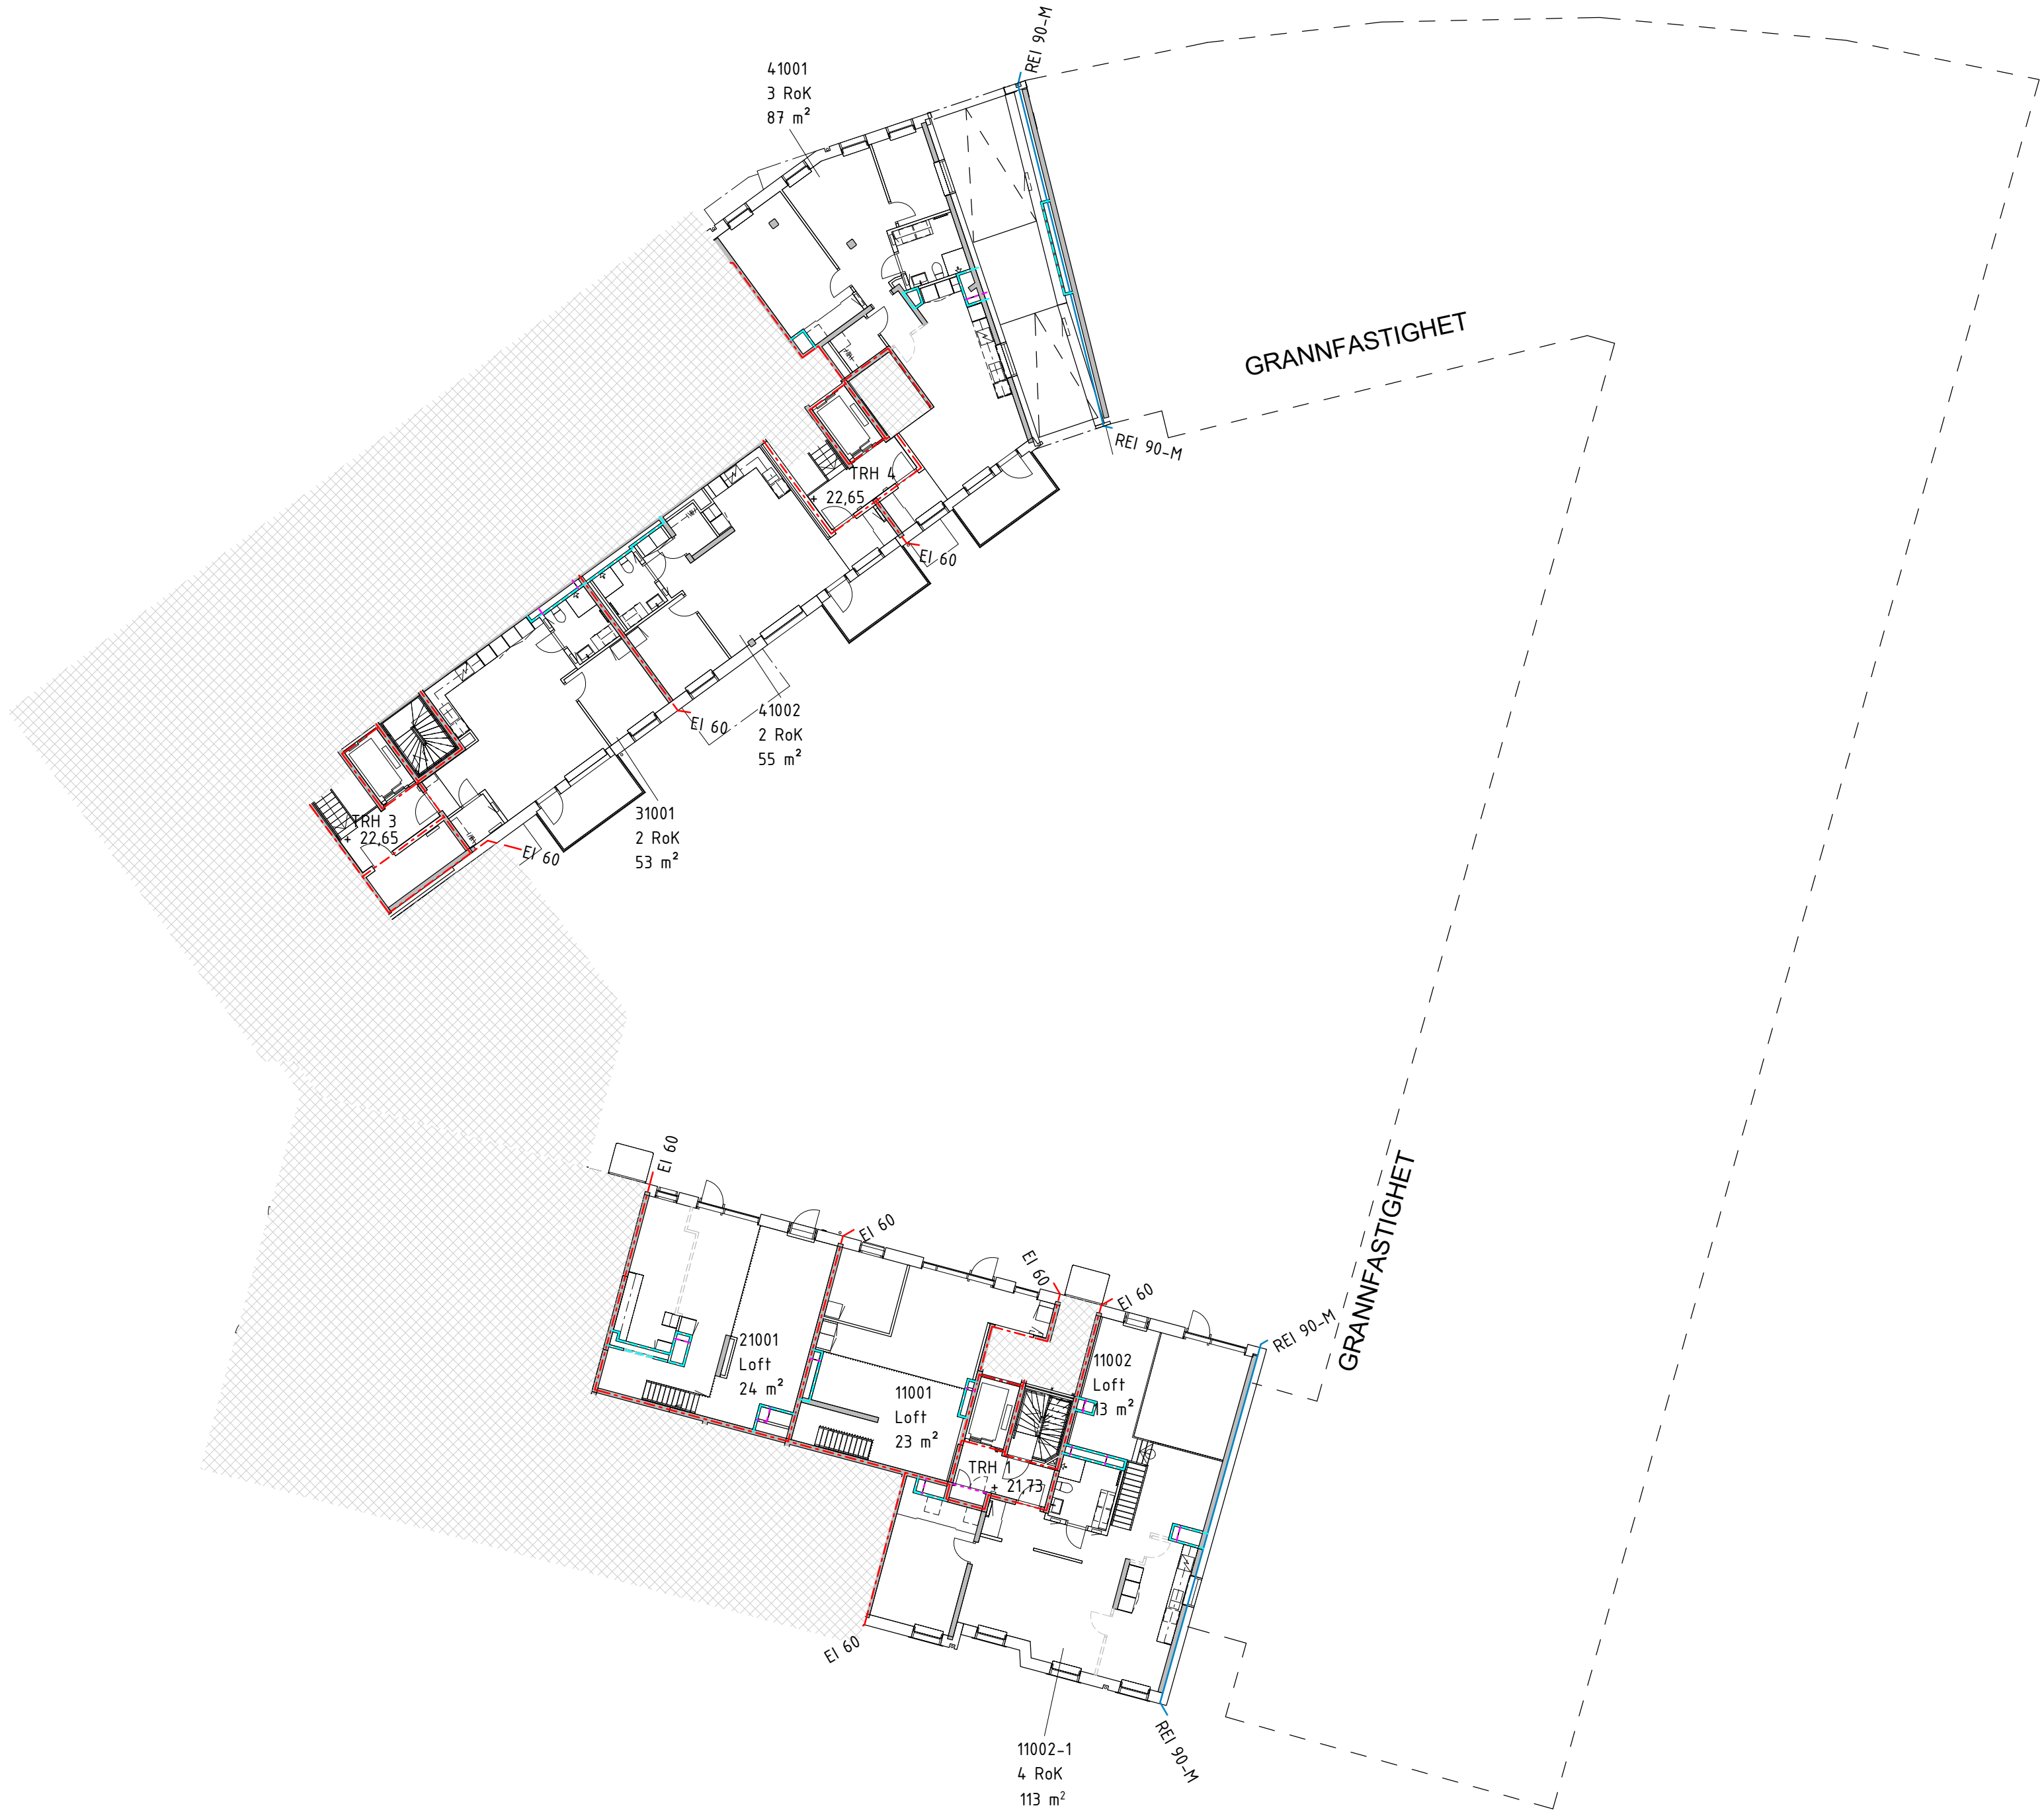 REI 90-M
41001
3 RoK
87 m²
GRANNFASTIGHET
REI 90-M
TRH 4
+ 22,65
EI 60
41002
2 RoK
55 m²
EI 60
31001
2 RoK
53 m²
TRH 3
+ 22,65
EI 60
EI 60
EI 60
EI 60
EI 60
GRANNFASTIGHET
REI 90-M
21001
Loft
24 m²
11001
Loft
23 m²
11002
Loft
13 m²
TRH 1
+ 21,73
EI 60
REI 90-M
11002-1
4 RoK
113 m²